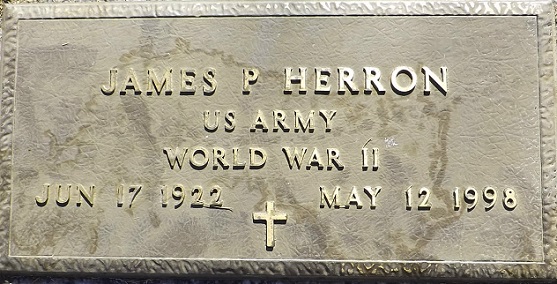 JAMES P HERRON
US ARMY
WORLD WAR II
JUN 17 1922 MAY 12 1998